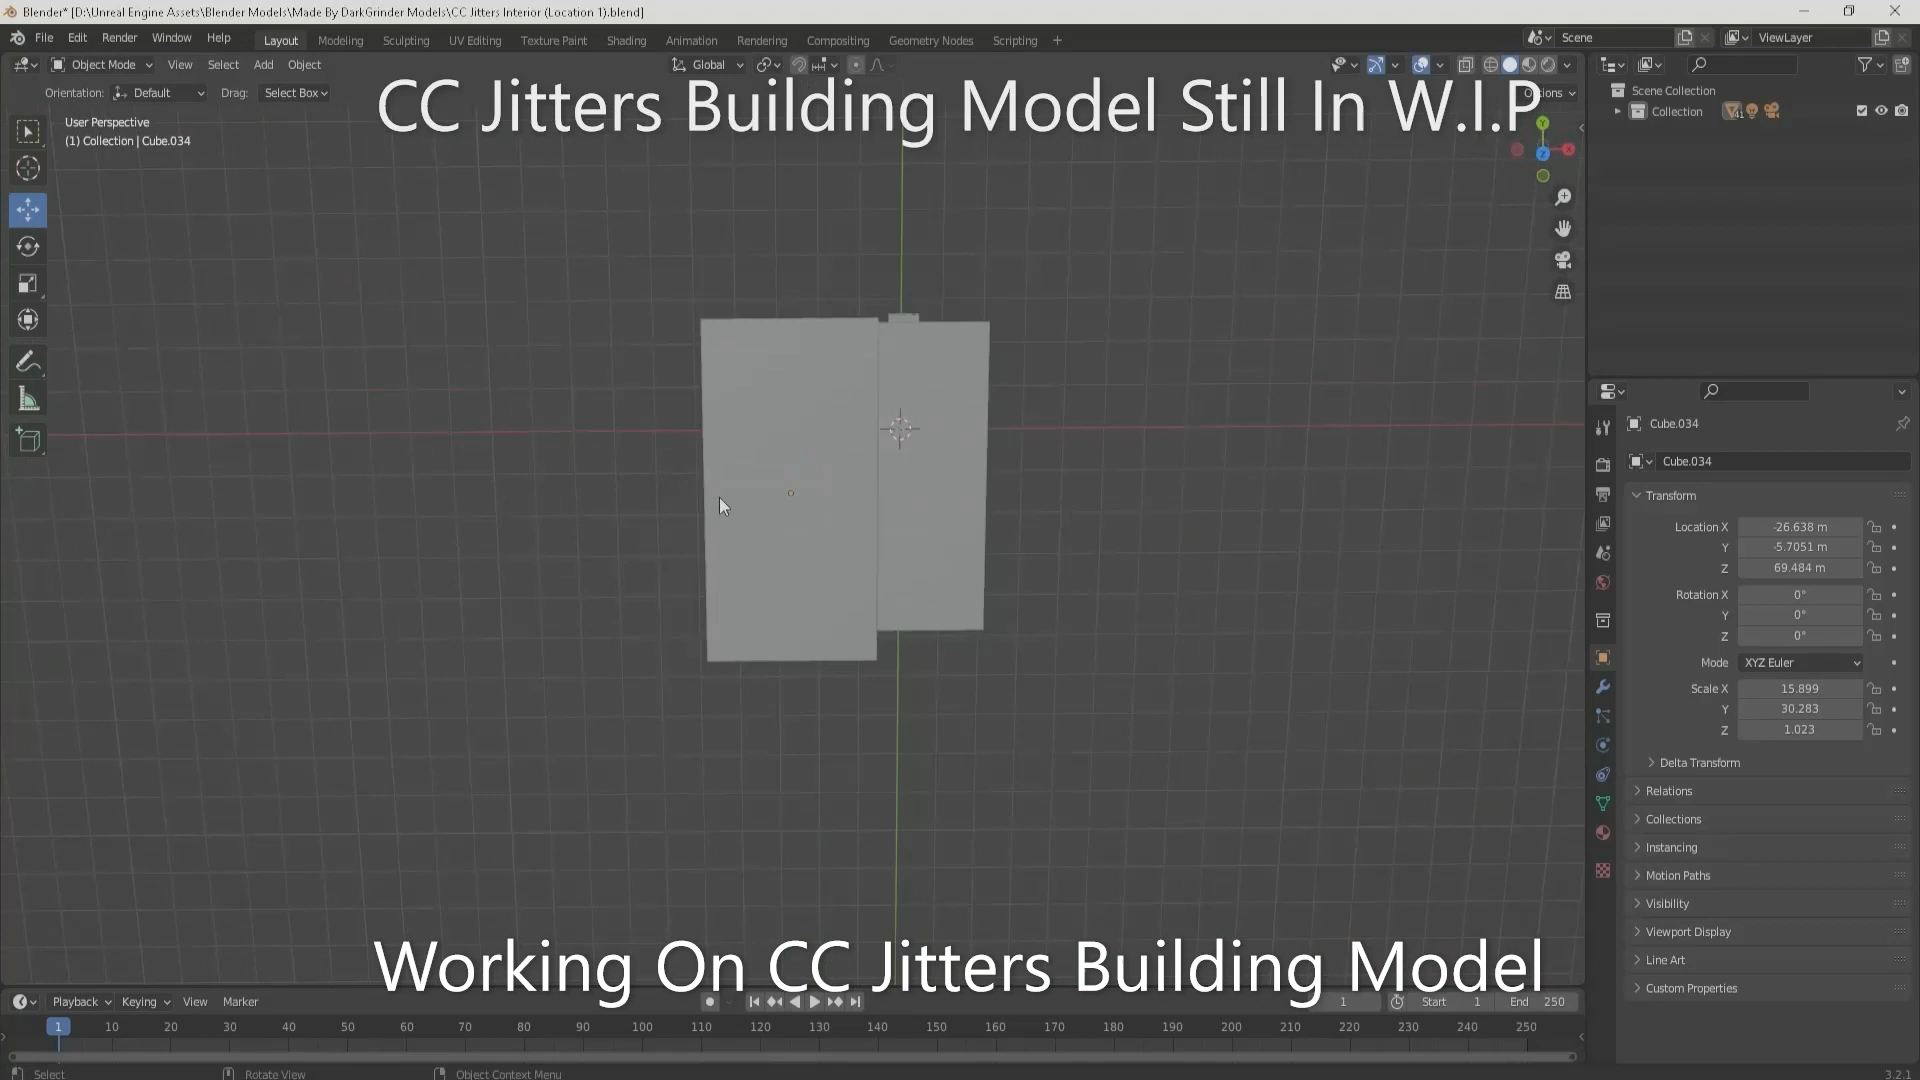 Blender* [D:\Unreal Engine Assets\Blender Models\Made By DarkGrinder Models\CC Jitters Interior (Location 1).blend]
File Edit Render Window Help Layout Modeling Sculpting UV Editing Texture Paint Shading Animation Rendering Compositing Geometry Nodes Scripting + Scene ViewLayer
Object Mode View Select Add Object Global
Orientation: Default Drag: Select Box Options
CC Jitters Building Model Still In W.I.P
User Perspective
(1) Collection | Cube.034
Y
X
Z
Scene Collection
Collection 41
Cube.034
Cube.034
Transform
Location X -26.638 m
Y -5.7051 m
Z 69.484 m
Rotation X 0°
Y 0°
Z 0°
Mode XYZ Euler
Scale X 15.899
Y 30.283
Z 1.023
Delta Transform
Relations
Collections
Instancing
Motion Paths
Visibility
Viewport Display
Line Art
Custom Properties
Working On CC Jitters Building Model
Playback Keying View Marker 1 Start 1 End 250
1 10 20 30 40 50 60 70 80 90 100 110 120 130 140 150 160 170 180 190 200 210 220 230 240 250
Select Rotate View Object Context Menu 3.2.1